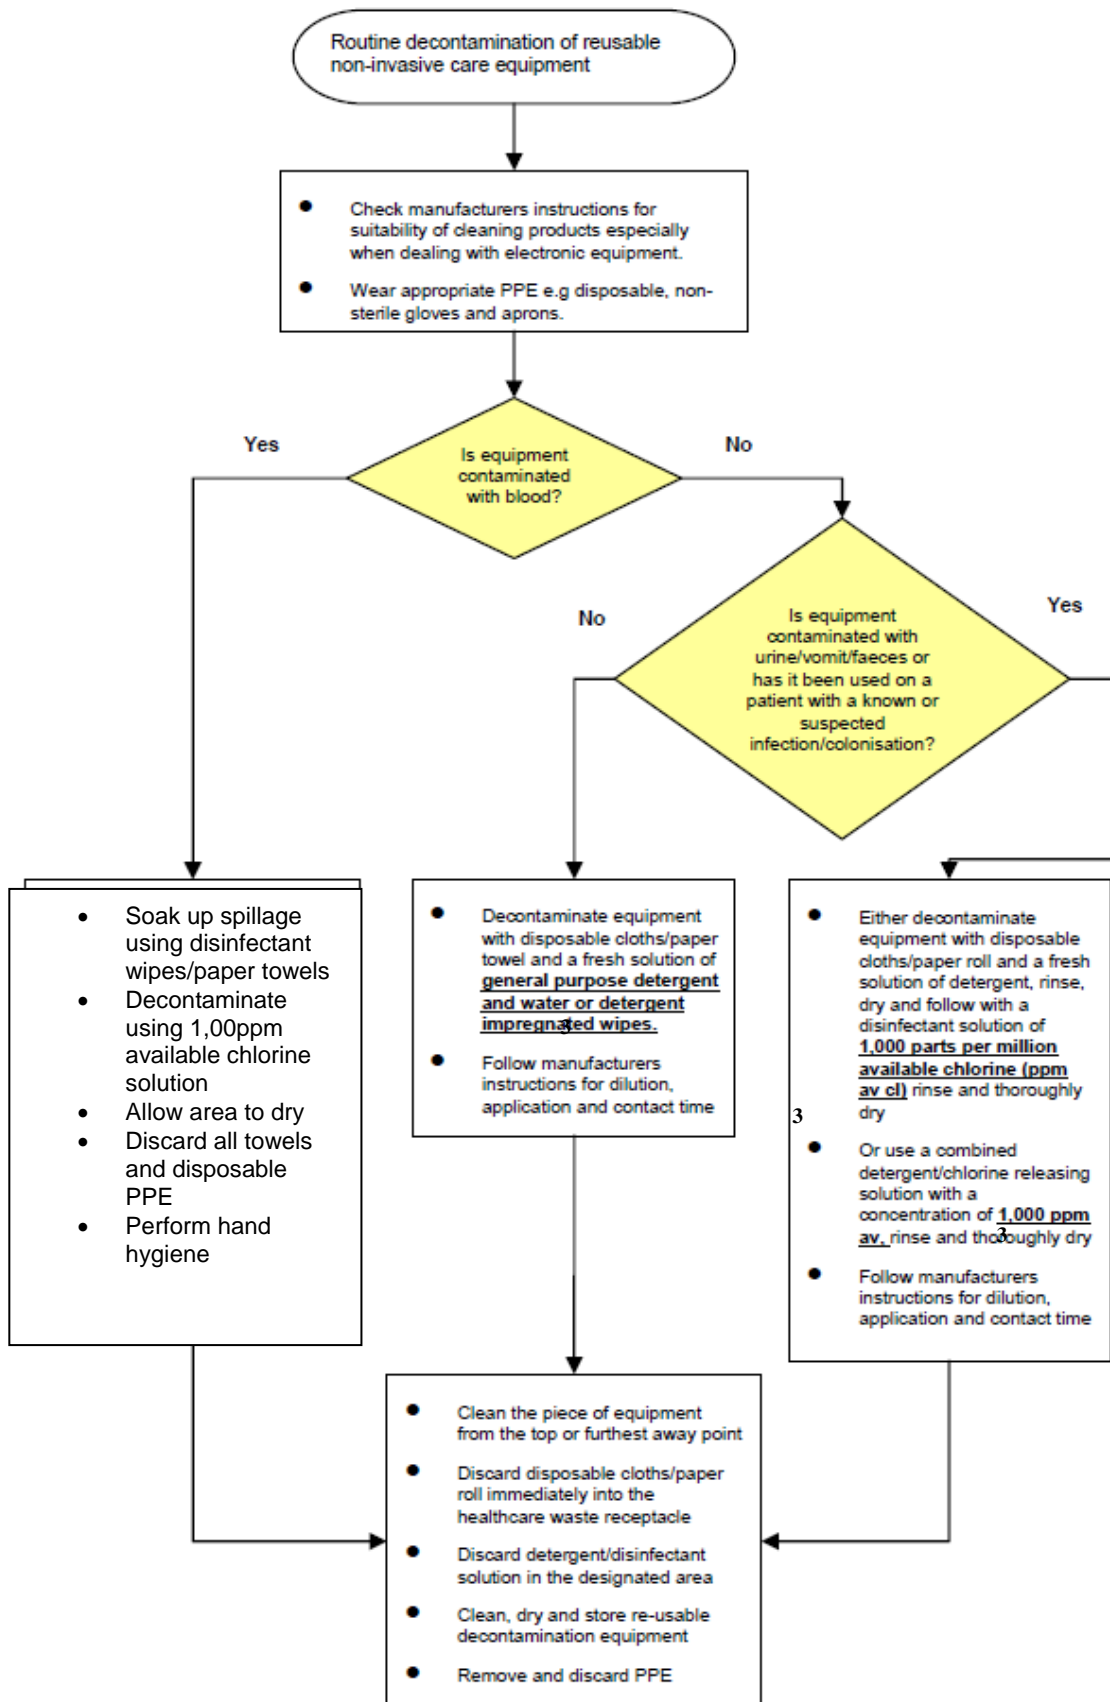 Routine decontamination of reusable
non-invasive care equipment
● Check manufacturers instructions for
suitability of cleaning products especially
when dealing with electronic equipment.
● Wear appropriate PPE e.g disposable, non-
sterile gloves and aprons.
Yes
Is equipment
contaminated
with blood?
No
No
Is equipment
contaminated with
urine/vomit/faeces or
has it been used on a
patient with a known or
suspected
infection/colonisation?
Yes
• Soak up spillage
using disinfectant
wipes/paper towels
• Decontaminate
using 1,00ppm
available chlorine
solution
• Allow area to dry
• Discard all towels
and disposable
PPE
• Perform hand
hygiene
● Decontaminate equipment
with disposable cloths/paper
towel and a fresh solution of
general purpose detergent
and water or detergent
impregnated wipes.
3
● Follow manufacturers
instructions for dilution,
application and contact time
● Either decontaminate
equipment with disposable
cloths/paper roll and a fresh
solution of detergent, rinse,
dry and follow with a
disinfectant solution of
1,000 parts per million
available chlorine (ppm
av cl) rinse and thoroughly
dry
3
● Or use a combined
detergent/chlorine releasing
solution with a
concentration of 1,000 ppm
av, rinse and thoroughly dry
3
● Follow manufacturers
instructions for dilution,
application and contact time
● Clean the piece of equipment
from the top or furthest away point
● Discard disposable cloths/paper
roll immediately into the
healthcare waste receptacle
● Discard detergent/disinfectant
solution in the designated area
● Clean, dry and store re-usable
decontamination equipment
● Remove and discard PPE